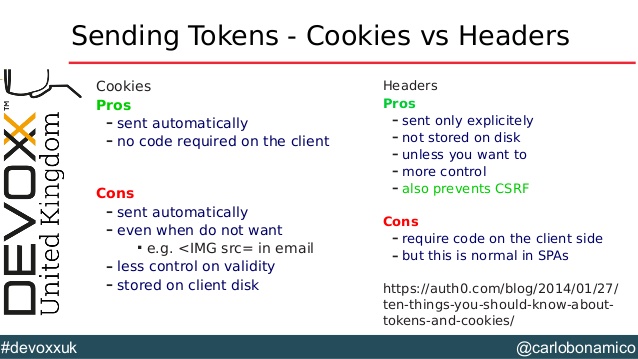 Sending Tokens - Cookies vs Headers
DEVOXX™
United Kingdom
Cookies
Pros
- sent automatically
- no code required on the client
Cons
- sent automatically
- even when do not want
▪ e.g. <IMG src= in email
- less control on validity
- stored on client disk
Headers
Pros
- sent only explicitely
- not stored on disk
- unless you want to
- more control
- also prevents CSRF
Cons
- require code on the client side
- but this is normal in SPAs
https://auth0.com/blog/2014/01/27/
ten-things-you-should-know-about-
tokens-and-cookies/
#devoxxuk
@carlobonamico